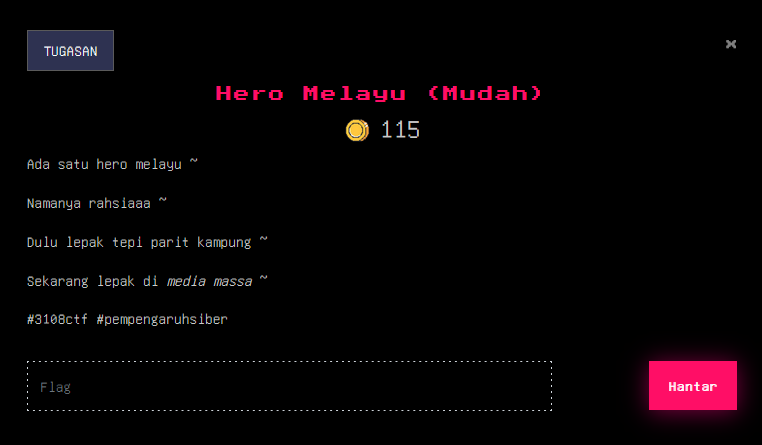 TUGASAN
×
Hero Melayu (Mudah)
115
Ada satu hero melayu ~
Namanya rahsiaaa ~
Dulu lepak tepi parit kampung ~
Sekarang lepak di media massa ~
#3108ctf #pempengaruhsiber
Flag
Hantar